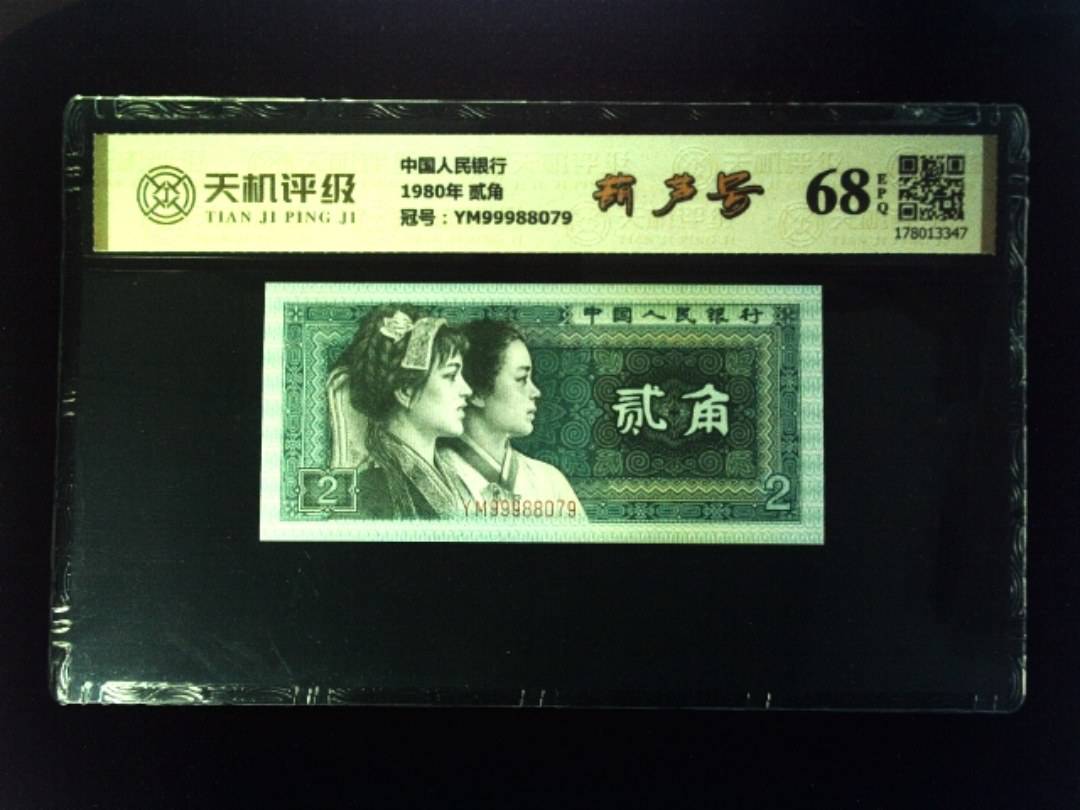 天机评级
TIAN JI PING JI
中国人民银行
1980年 贰角
冠号：YM99988079
葫芦号
68
EPQ
178013347
中国人民银行
贰角
2
YM99988079
2